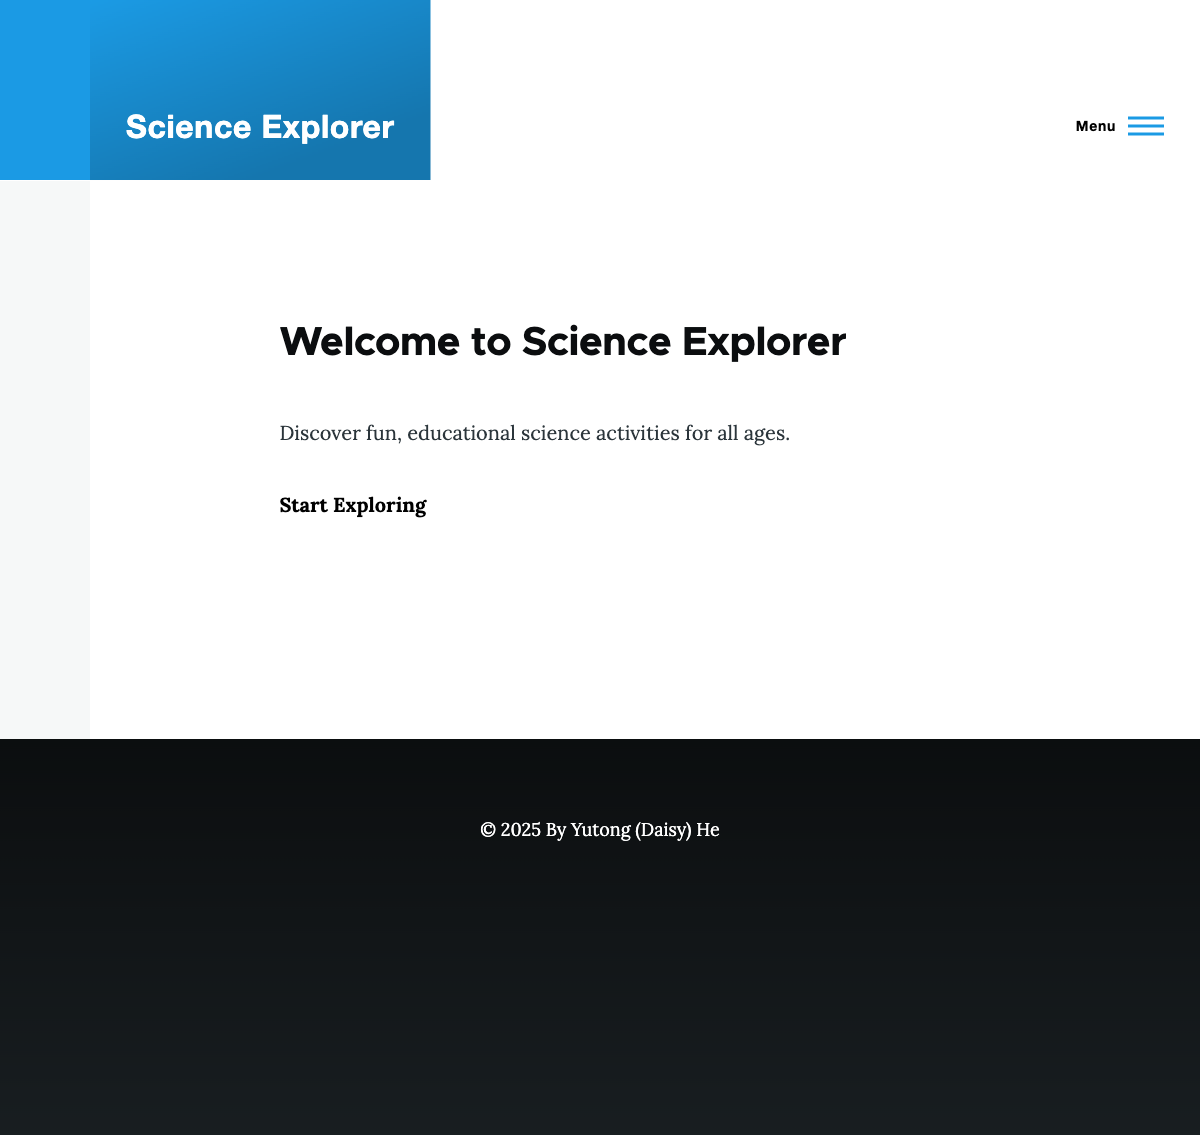 Science Explorer
Menu
Welcome to Science Explorer
Discover fun, educational science activities for all ages.
Start Exploring
© 2025 By Yutong (Daisy) He